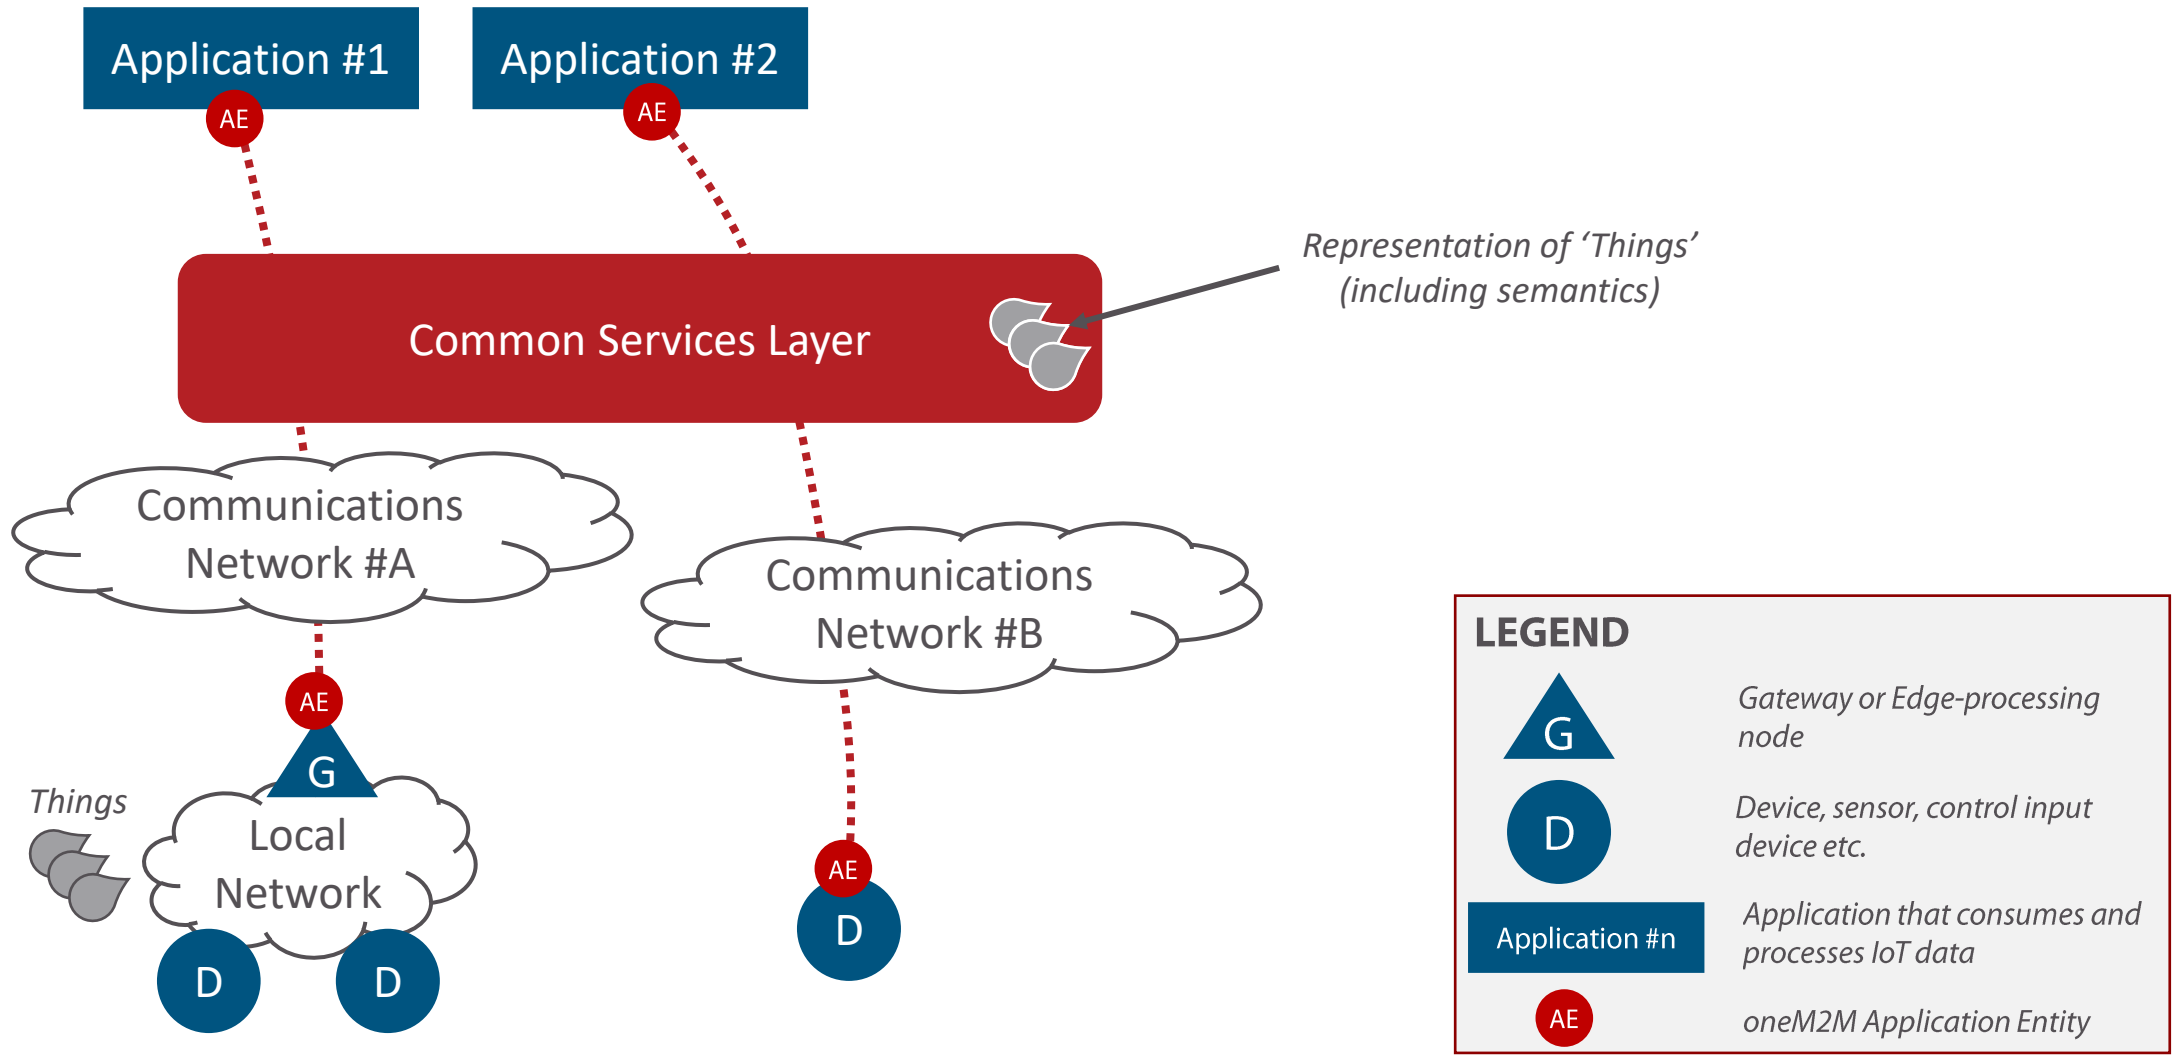 Application #1
Application #2
AE
AE
Representation of ‘Things’
(including semantics)
Common Services Layer
Communications
Network #A
Communications
Network #B
AE
G
Things
Local
Network
D
D
AE
D
LEGEND
G
Gateway or Edge-processing
node
D
Device, sensor, control input
device etc.
Application #n
Application that consumes and
processes IoT data
AE
oneM2M Application Entity